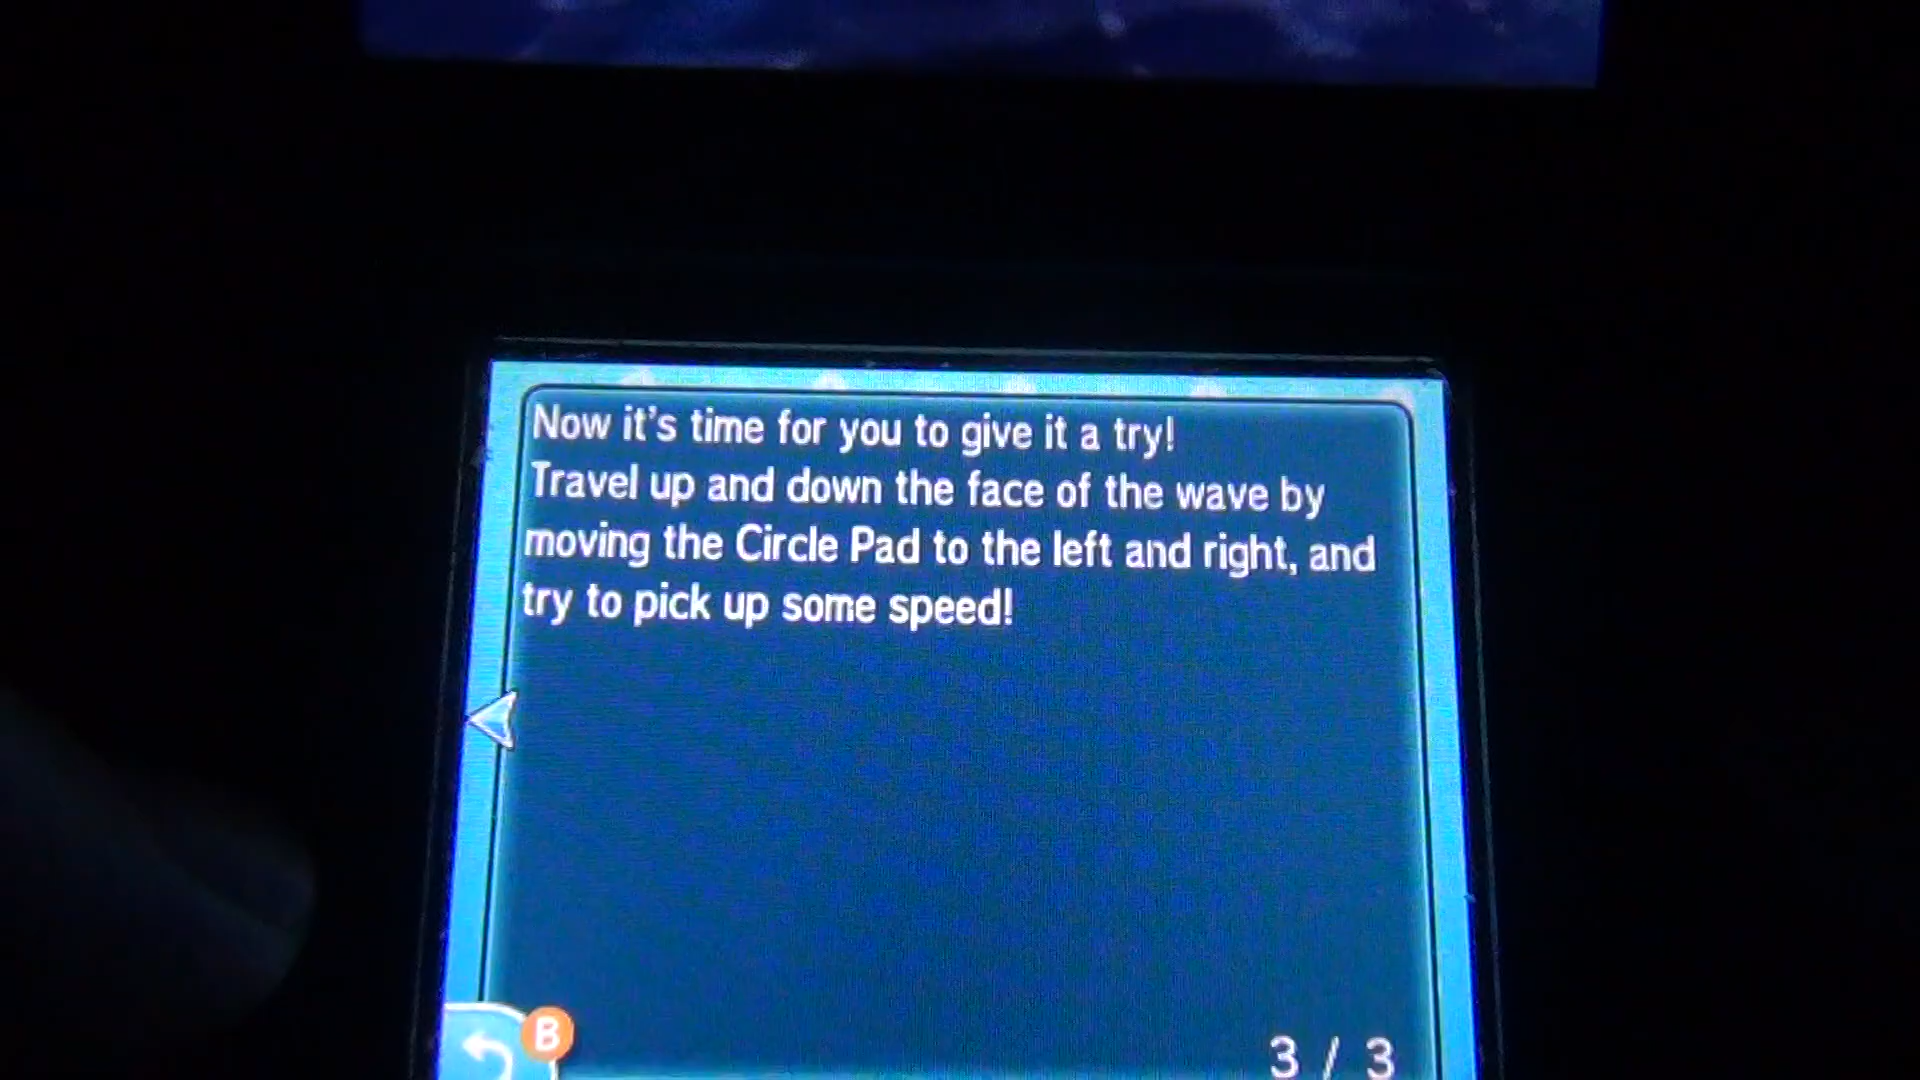 Now it's time for you to give it a try!
Travel up and down the face of the wave by
moving the Circle Pad to the left and right, and
try to pick up some speed!
B
3 / 3